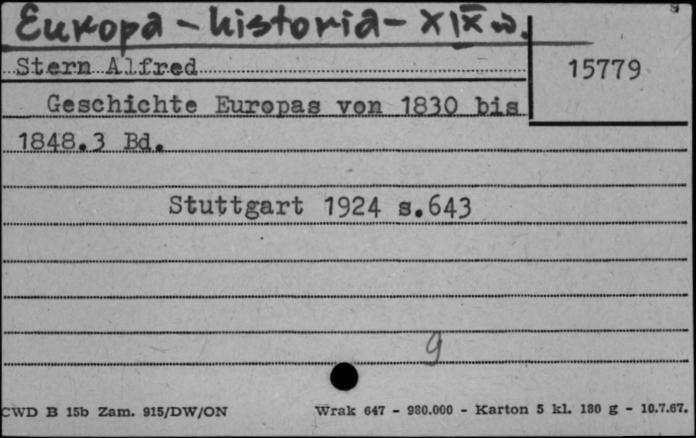 Europa - historia - XIX w.
Stern Alfred
15779
Geschichte Europas von 1830 bis
1848.3 Bd.
Stuttgart 1924 s.643
g
CWD B 15b Zam. 915/DW/ON
Wrak 647 - 980.000 - Karton 5 kl. 180 g - 10.7.67.